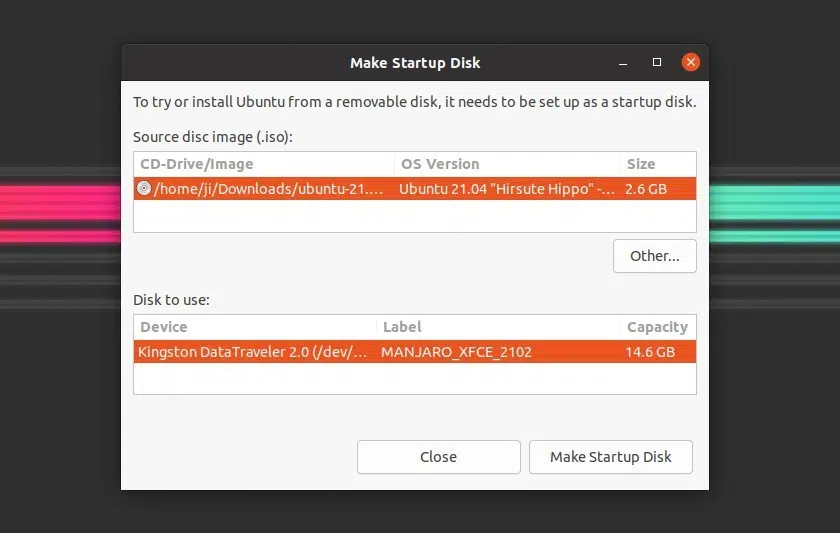 Make Startup Disk
To try or install Ubuntu from a removable disk, it needs to be set up as a startup disk.
Source disc image (.iso):
CD-Drive/Image OS Version Size
/home/ji/Downloads/ubuntu-21.... Ubuntu 21.04 "Hirsute Hippo" -... 2.6 GB
Other...
Disk to use:
Device Label Capacity
Kingston DataTraveler 2.0 (/dev/... MANJARO_XFCE_2102 14.6 GB
Close Make Startup Disk